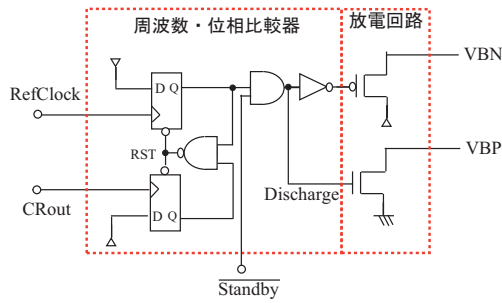 周波数・位相比較器
放電回路
VBN
D Q
RefClock
VBP
RST
Discharge
CRout
D Q
Standby